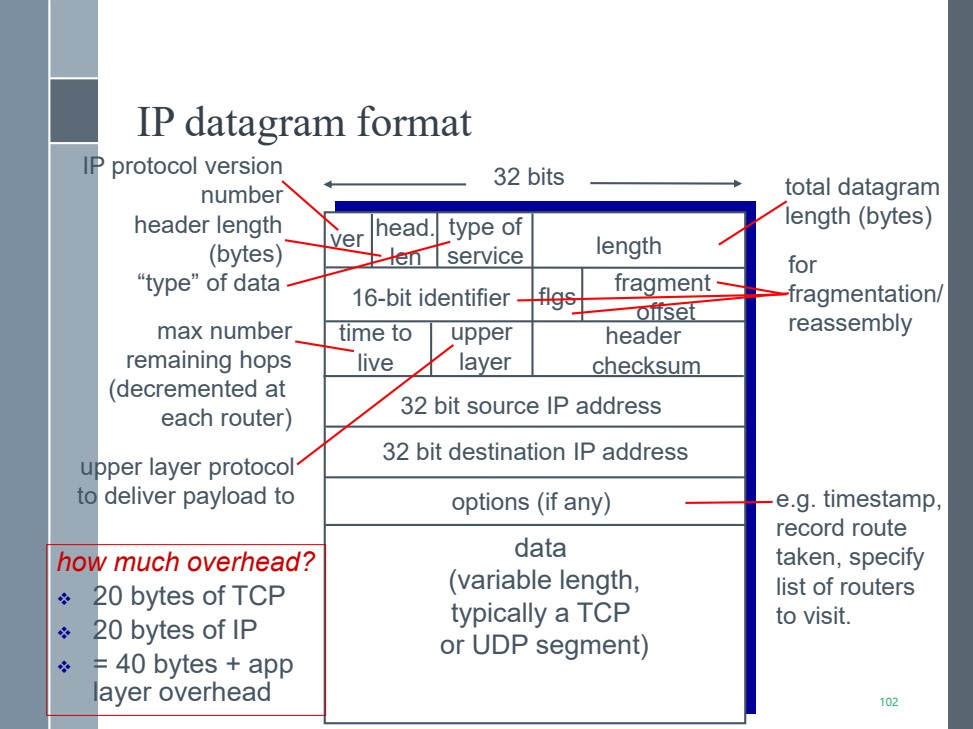 IP datagram format
IP protocol version
number
header length
(bytes)
“type” of data
max number
remaining hops
(decremented at
each router)
upper layer protocol
to deliver payload to
how much overhead?
❖ 20 bytes of TCP
❖ 20 bytes of IP
❖ = 40 bytes + app
layer overhead
32 bits
ver
head.
len
type of
service
length
16-bit identifier
flgs
fragment
offset
time to
live
upper
layer
header
checksum
32 bit source IP address
32 bit destination IP address
options (if any)
data
(variable length,
typically a TCP
or UDP segment)
total datagram
length (bytes)
for
fragmentation/
reassembly
e.g. timestamp,
record route
taken, specify
list of routers
to visit.
102